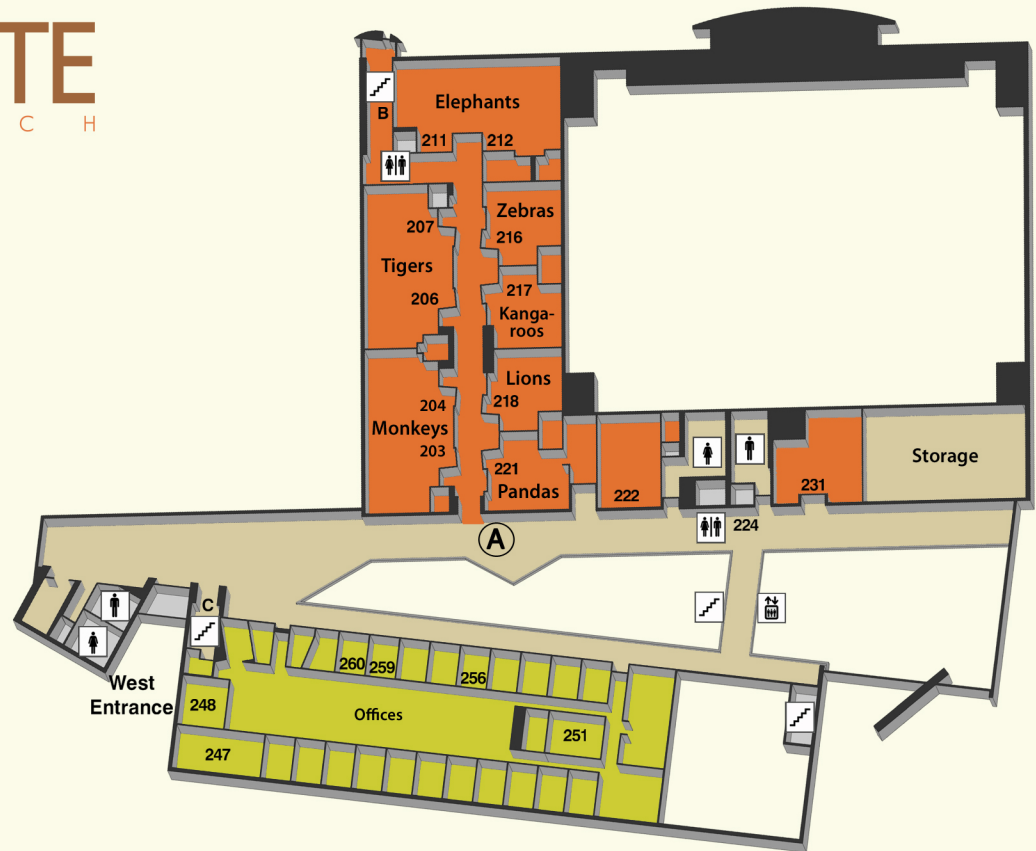 TE
C H
Elephants
B
211
212
Zebras
207
216
Tigers
206
217
Kanga-
roos
Lions
204
218
Monkeys
203
221
Pandas
222
231
Storage
224
A
C
West
Entrance
260
259
256
248
Offices
251
247